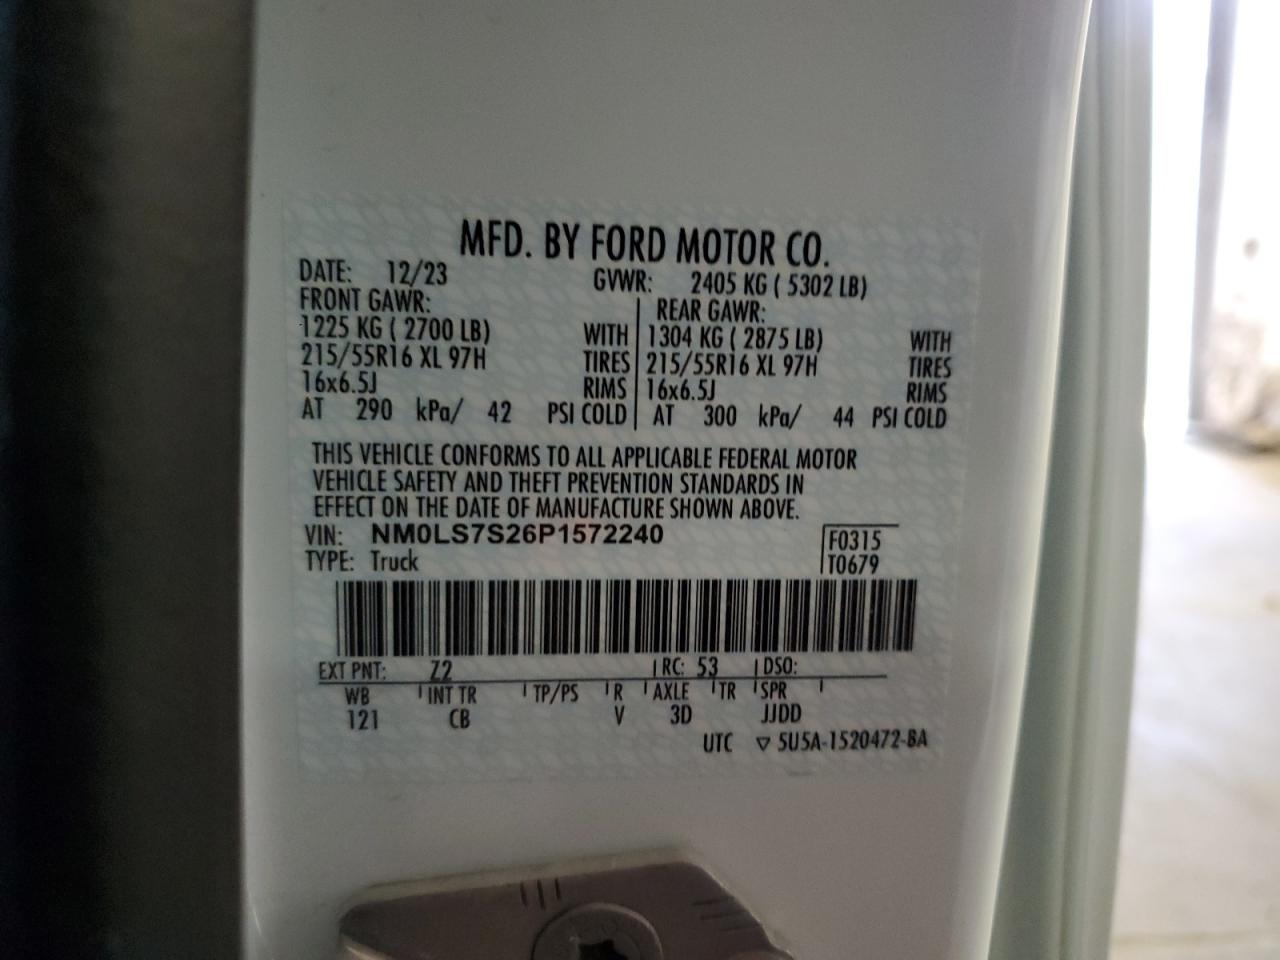 MFD. BY FORD MOTOR CO.
DATE: 12/23 GVWR: 2405 KG ( 5302 LB)
FRONT GAWR: REAR GAWR:
1225 KG ( 2700 LB) WITH 1304 KG ( 2875 LB) WITH
215/55R16 XL 97H TIRES 215/55R16 XL 97H TIRES
16x6.5J RIMS 16x6.5J RIMS
AT 290 kPa/ 42 PSI COLD AT 300 kPa/ 44 PSI COLD
THIS VEHICLE CONFORMS TO ALL APPLICABLE FEDERAL MOTOR
VEHICLE SAFETY AND THEFT PREVENTION STANDARDS IN
EFFECT ON THE DATE OF MANUFACTURE SHOWN ABOVE.
VIN: NM0LS7S26P1572240 F0315
TYPE: Truck T0679
EXT PNT: Z2 RC: 53 DSO:
WB INT TR TP/PS R AXLE TR SPR
121 CB V 3D JJDD
UTC ▽ 5U5A-1520472-BA